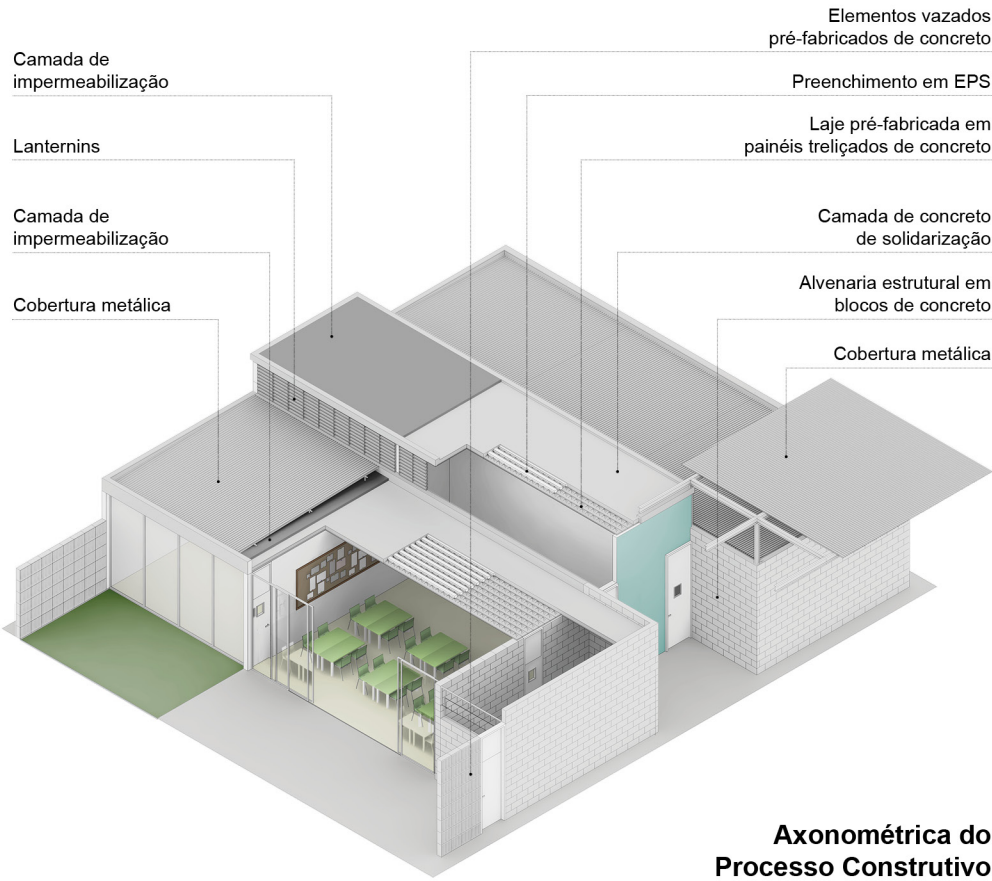 Elementos vazados
pré-fabricados de concreto
Camada de
impermeabilização
Preenchimento em EPS
Laje pré-fabricada em
painéis treliçados de concreto
Lanternins
Camada de
impermeabilização
Camada de concreto
de solidarização
Alvenaria estrutural em
blocos de concreto
Cobertura metálica
Cobertura metálica
Axonométrica do
Processo Construtivo